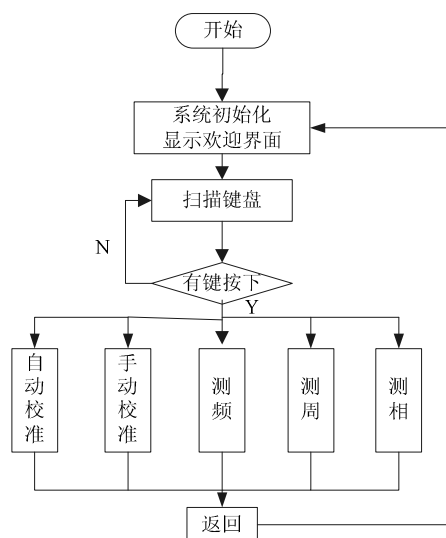 开始
系统初始化
显示欢迎界面
扫描键盘
N
有键按下
Y
自动校准
手动校准
测频
测周
测相
返回